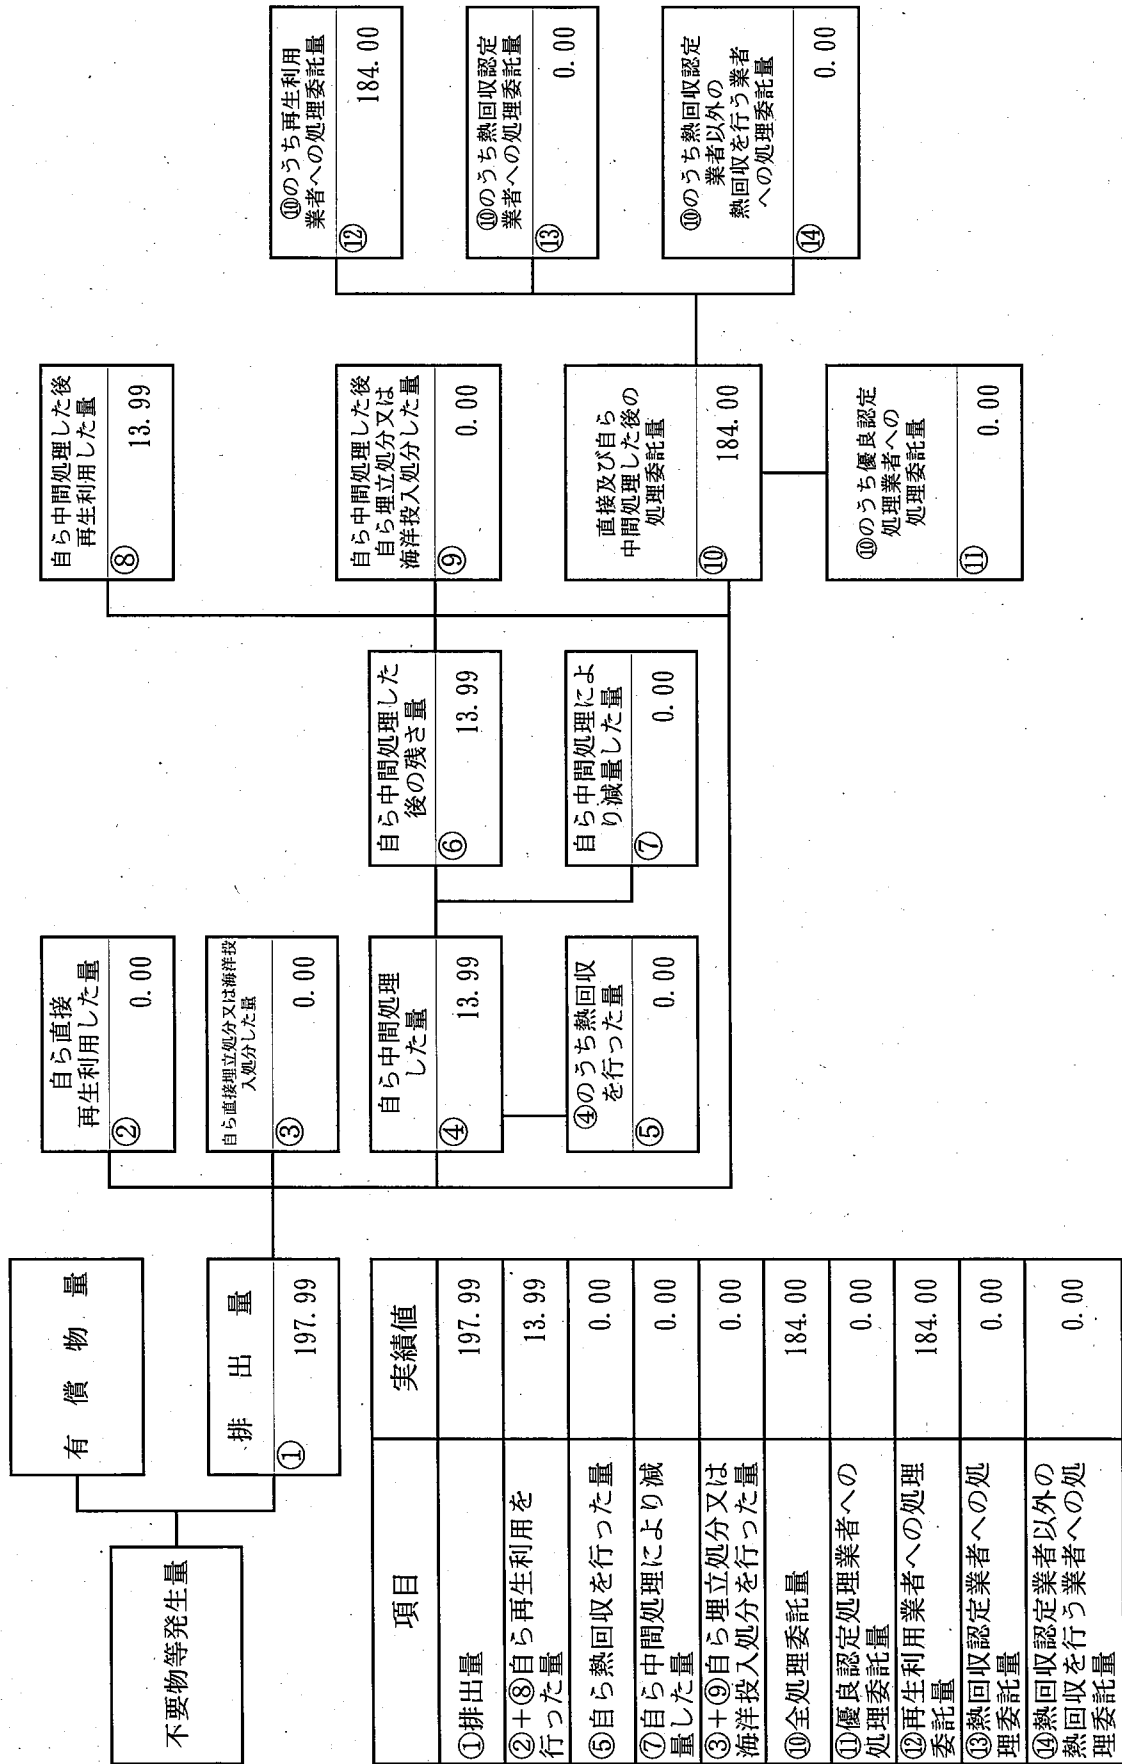 不要物等発生量
有償物量
排出量
①
197.99
自ら直接
再生利用した量
②
0.00
自ら直接埋立処分又は海洋投
入処分した量
③
0.00
自ら中間処理
した量
④
13.99
④のうち熱回収
を行った量
⑤
0.00
自ら中間処理した
後の残さ量
⑥
13.99
自ら中間処理によ
り減量した量
⑦
0.00
自ら中間処理した後
再生利用した量
⑧
13.99
自ら中間処理した後
自ら埋立処分又は
海洋投入処分した量
⑨
0.00
直接及び自ら
中間処理した後の
処理委託量
⑩
184.00
⑩のうち優良認定
処理業者への
処理委託量
⑪
0.00
⑩のうち再生利用
業者への処理委託量
⑫
184.00
⑩のうち熱回収認定
業者への処理委託量
⑬
0.00
⑩のうち熱回収認定
業者以外の
熱回収を行う業者
への処理委託量
⑭
0.00
項目 実績値
①排出量 197.99
②+⑧自ら再生利用を
行った量 13.99
⑤自ら熱回収を行った量 0.00
⑦自ら中間処理により減
量した量 0.00
③+⑨自ら埋立処分又は
海洋投入処分を行った量 0.00
⑩全処理委託量 184.00
⑪優良認定処理業者への
処理委託量 0.00
⑫再生利用業者への処理
委託量 184.00
⑬熱回収認定業者への処
理委託量 0.00
⑭熱回収認定業者以外の
熱回収を行う業者への処
理委託量 0.00